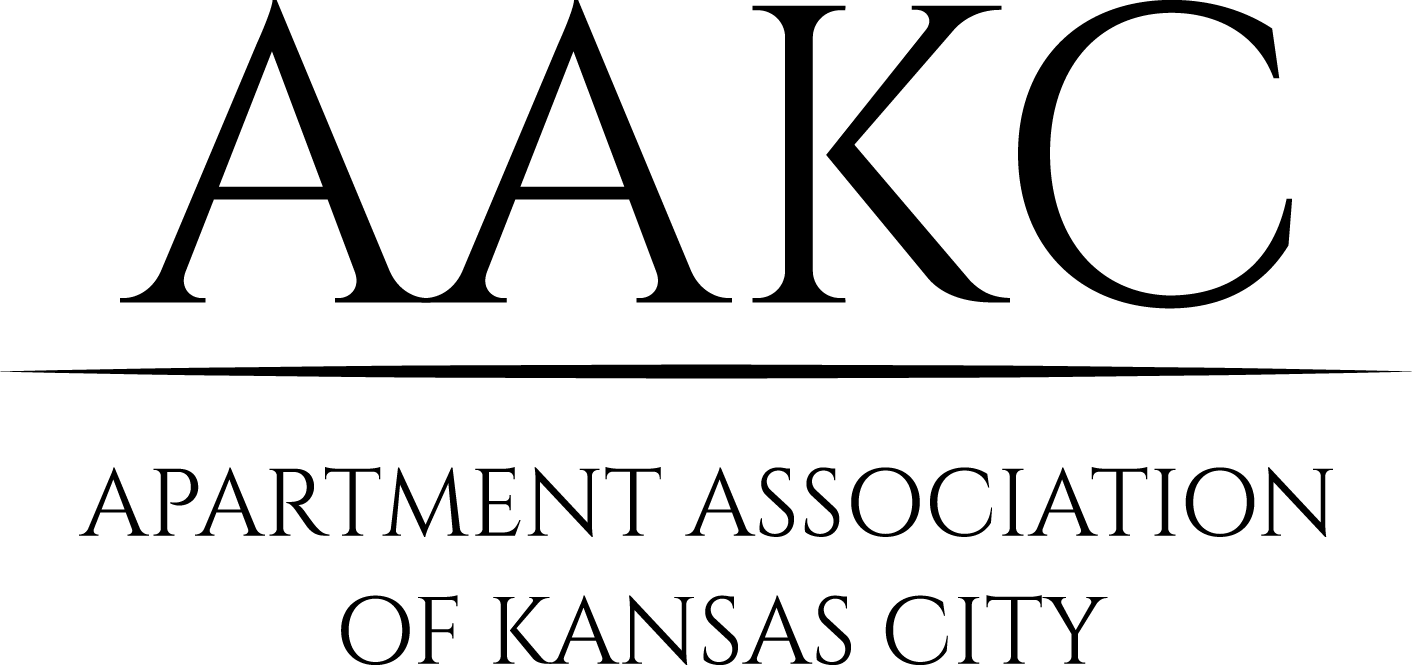 AAKC
APARTMENT ASSOCIATION
OF KANSAS CITY